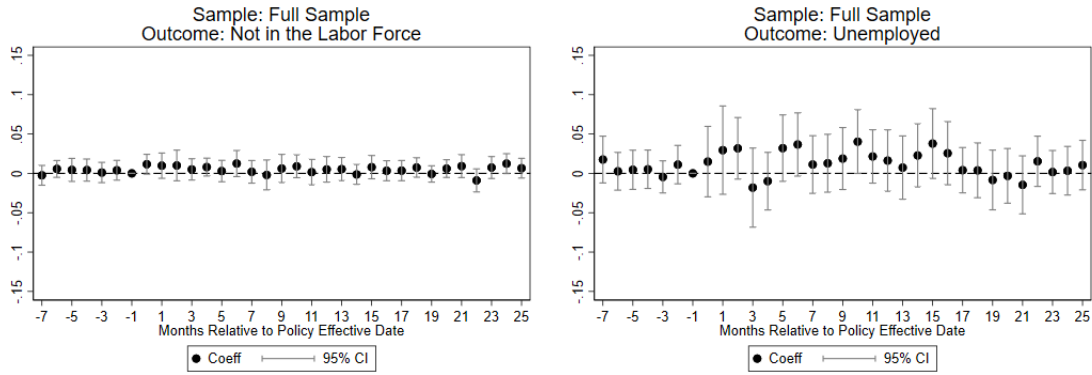 Sample: Full Sample
Outcome: Not in the Labor Force
.15
.1
.05
0
-.05
-.1
-.15
-7 -5 -3 -1 1 3 5 7 9 11 13 15 17 19 21 23 25
Months Relative to Policy Effective Date
Coeff 95% CI
Sample: Full Sample
Outcome: Unemployed
.15
.1
.05
0
-.05
-.1
-.15
-7 -5 -3 -1 1 3 5 7 9 11 13 15 17 19 21 23 25
Months Relative to Policy Effective Date
Coeff 95% CI